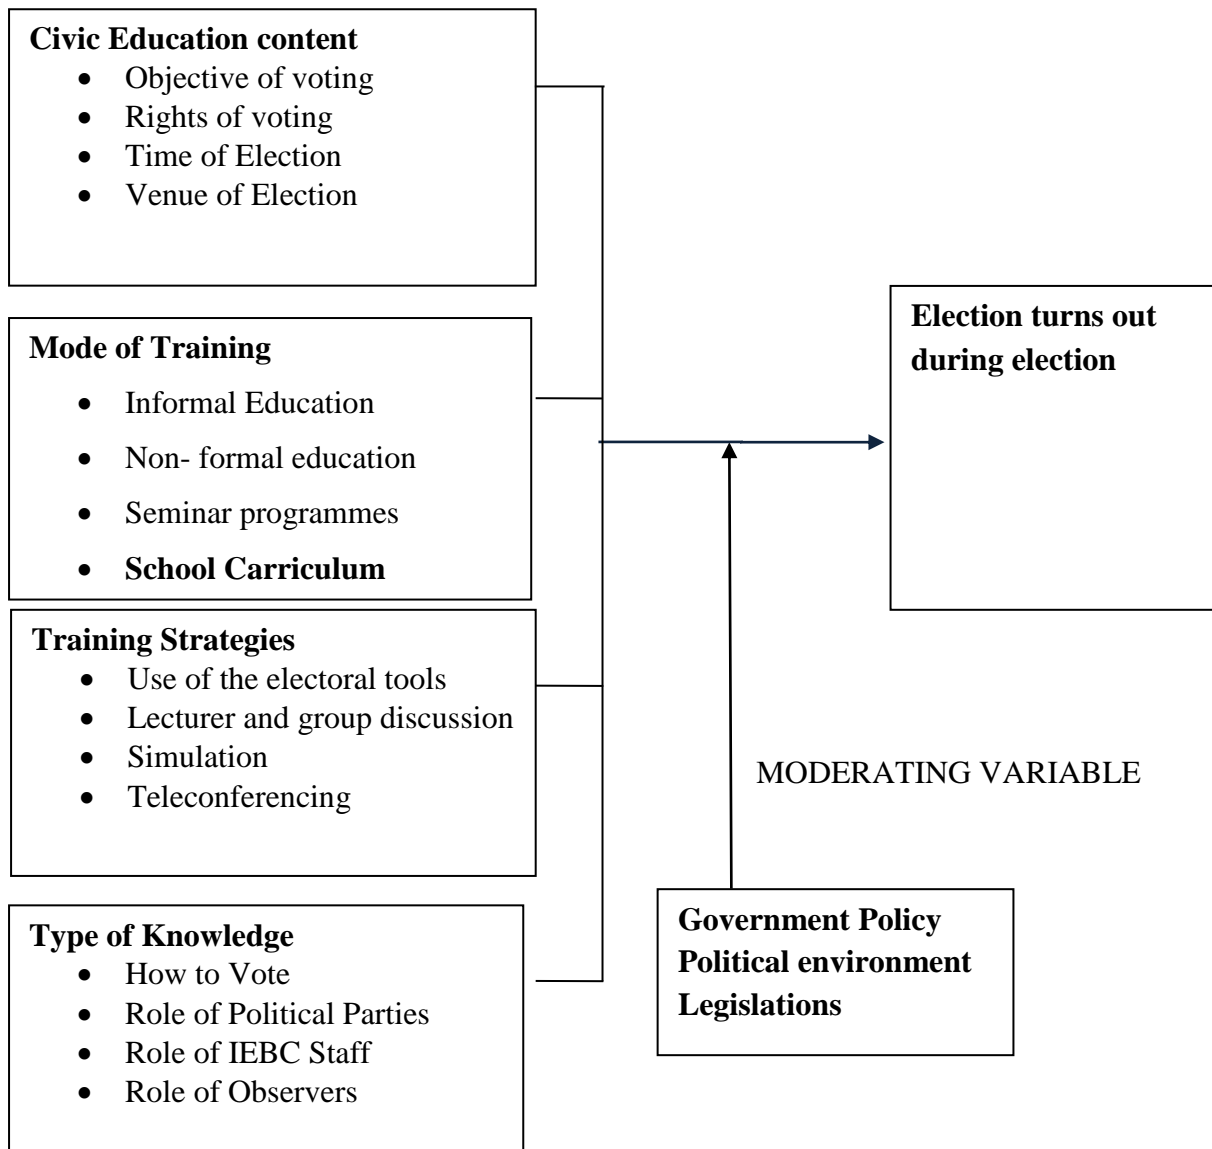 Civic Education content
• Objective of voting
• Rights of voting
• Time of Election
• Venue of Election
Mode of Training
• Informal Education
• Non- formal education
• Seminar programmes
• School Carriculum
Training Strategies
• Use of the electoral tools
• Lecturer and group discussion
• Simulation
• Teleconferencing
Type of Knowledge
• How to Vote
• Role of Political Parties
• Role of IEBC Staff
• Role of Observers
Election turns out
during election
MODERATING VARIABLE
Government Policy
Political environment
Legislations